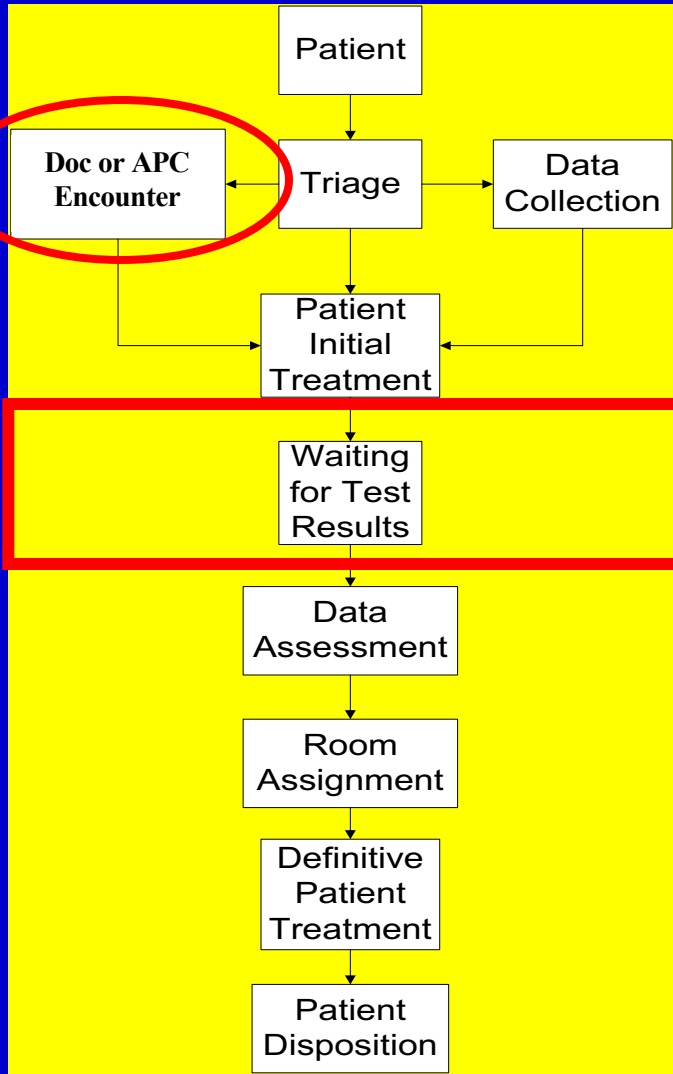 Patient
Doc or APC
Encounter
Triage
Data
Collection
Patient
Initial
Treatment
Waiting
for Test
Results
Data
Assessment
Room
Assignment
Definitive
Patient
Treatment
Patient
Disposition